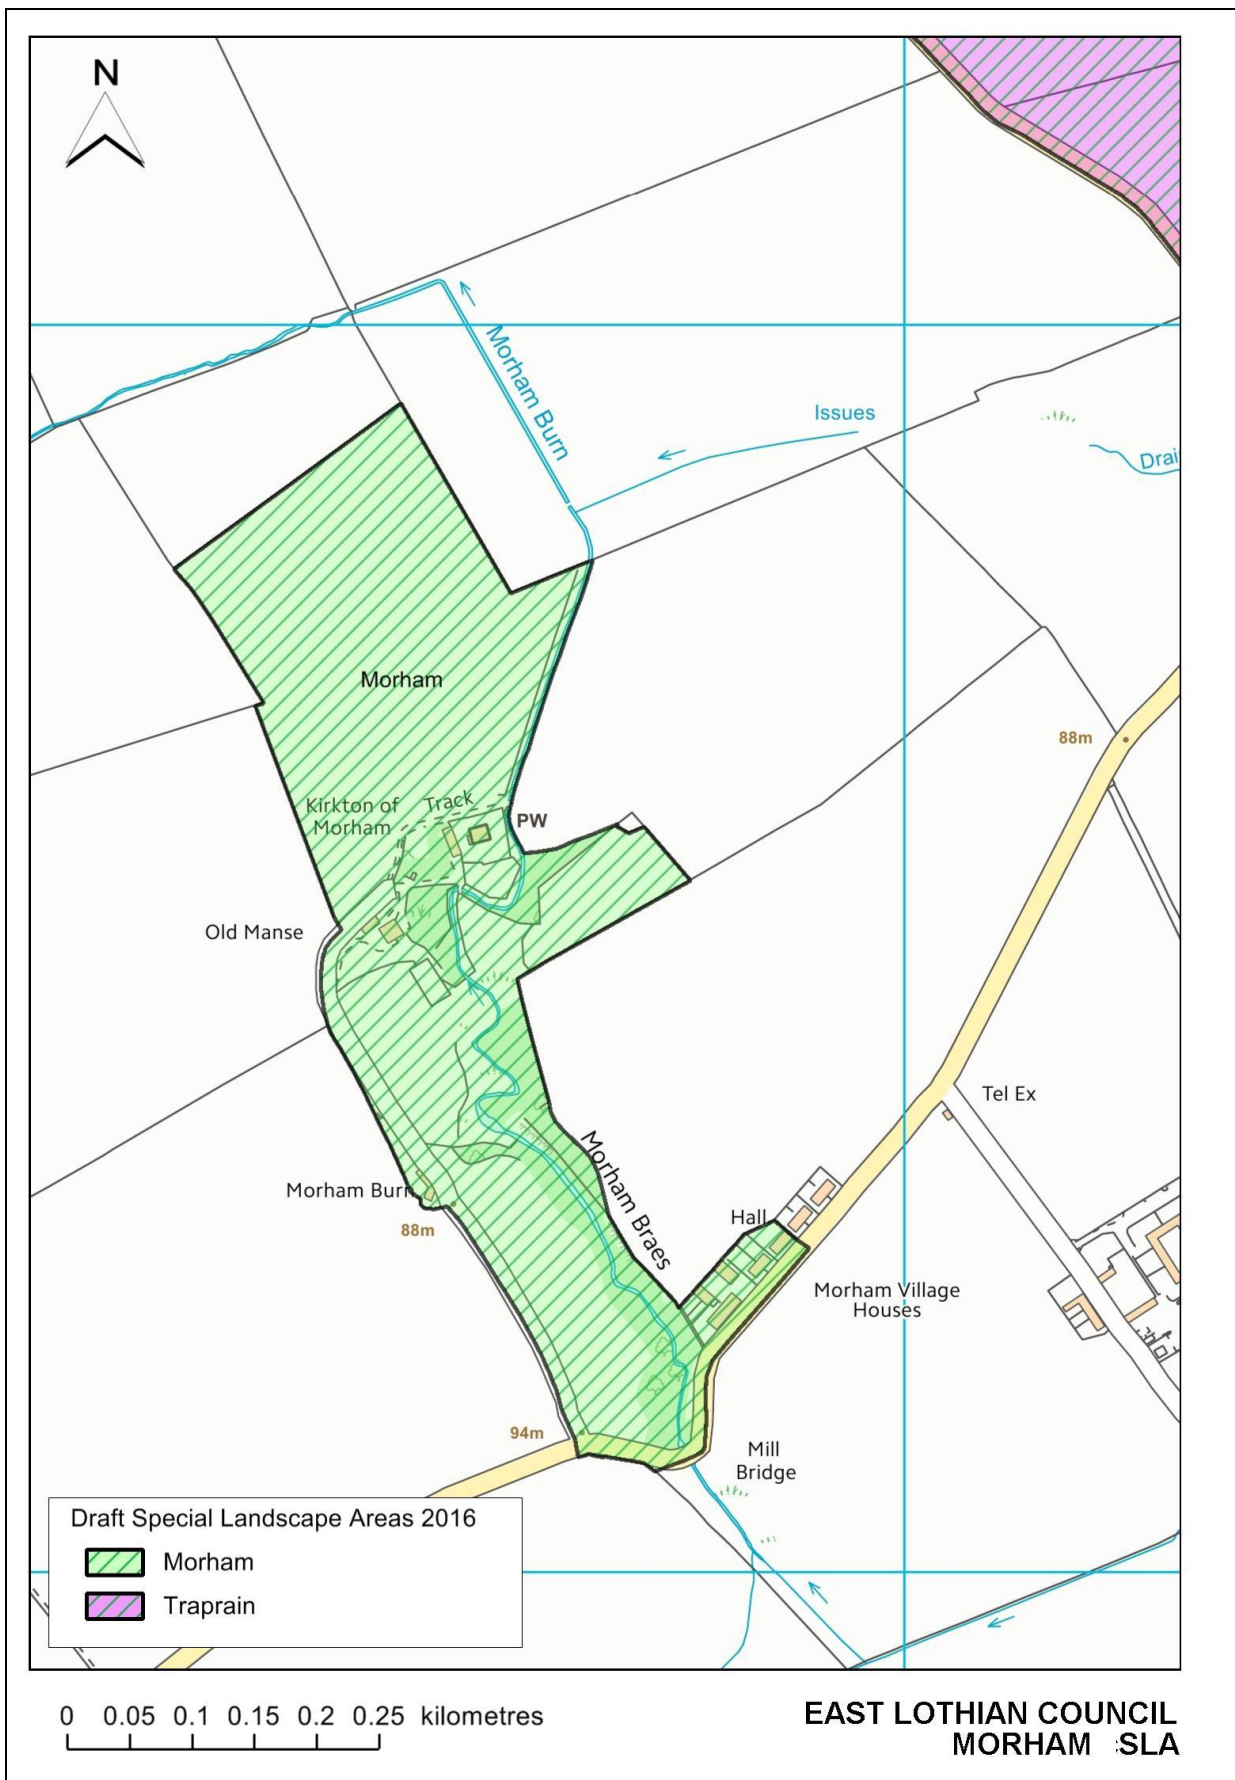 N
Morham Burn
Issues
Drai
Morham
88m
Kirkton of
Morham
Track
PW
Old Manse
Tel Ex
Morham Braes
Morham Burn
88m
Hall
Morham Village
Houses
94m
Mill
Bridge
Draft Special Landscape Areas 2016
Morham
Traprain
0 0.05 0.1 0.15 0.2 0.25 kilometres
EAST LOTHIAN COUNCIL
MORHAM SLA